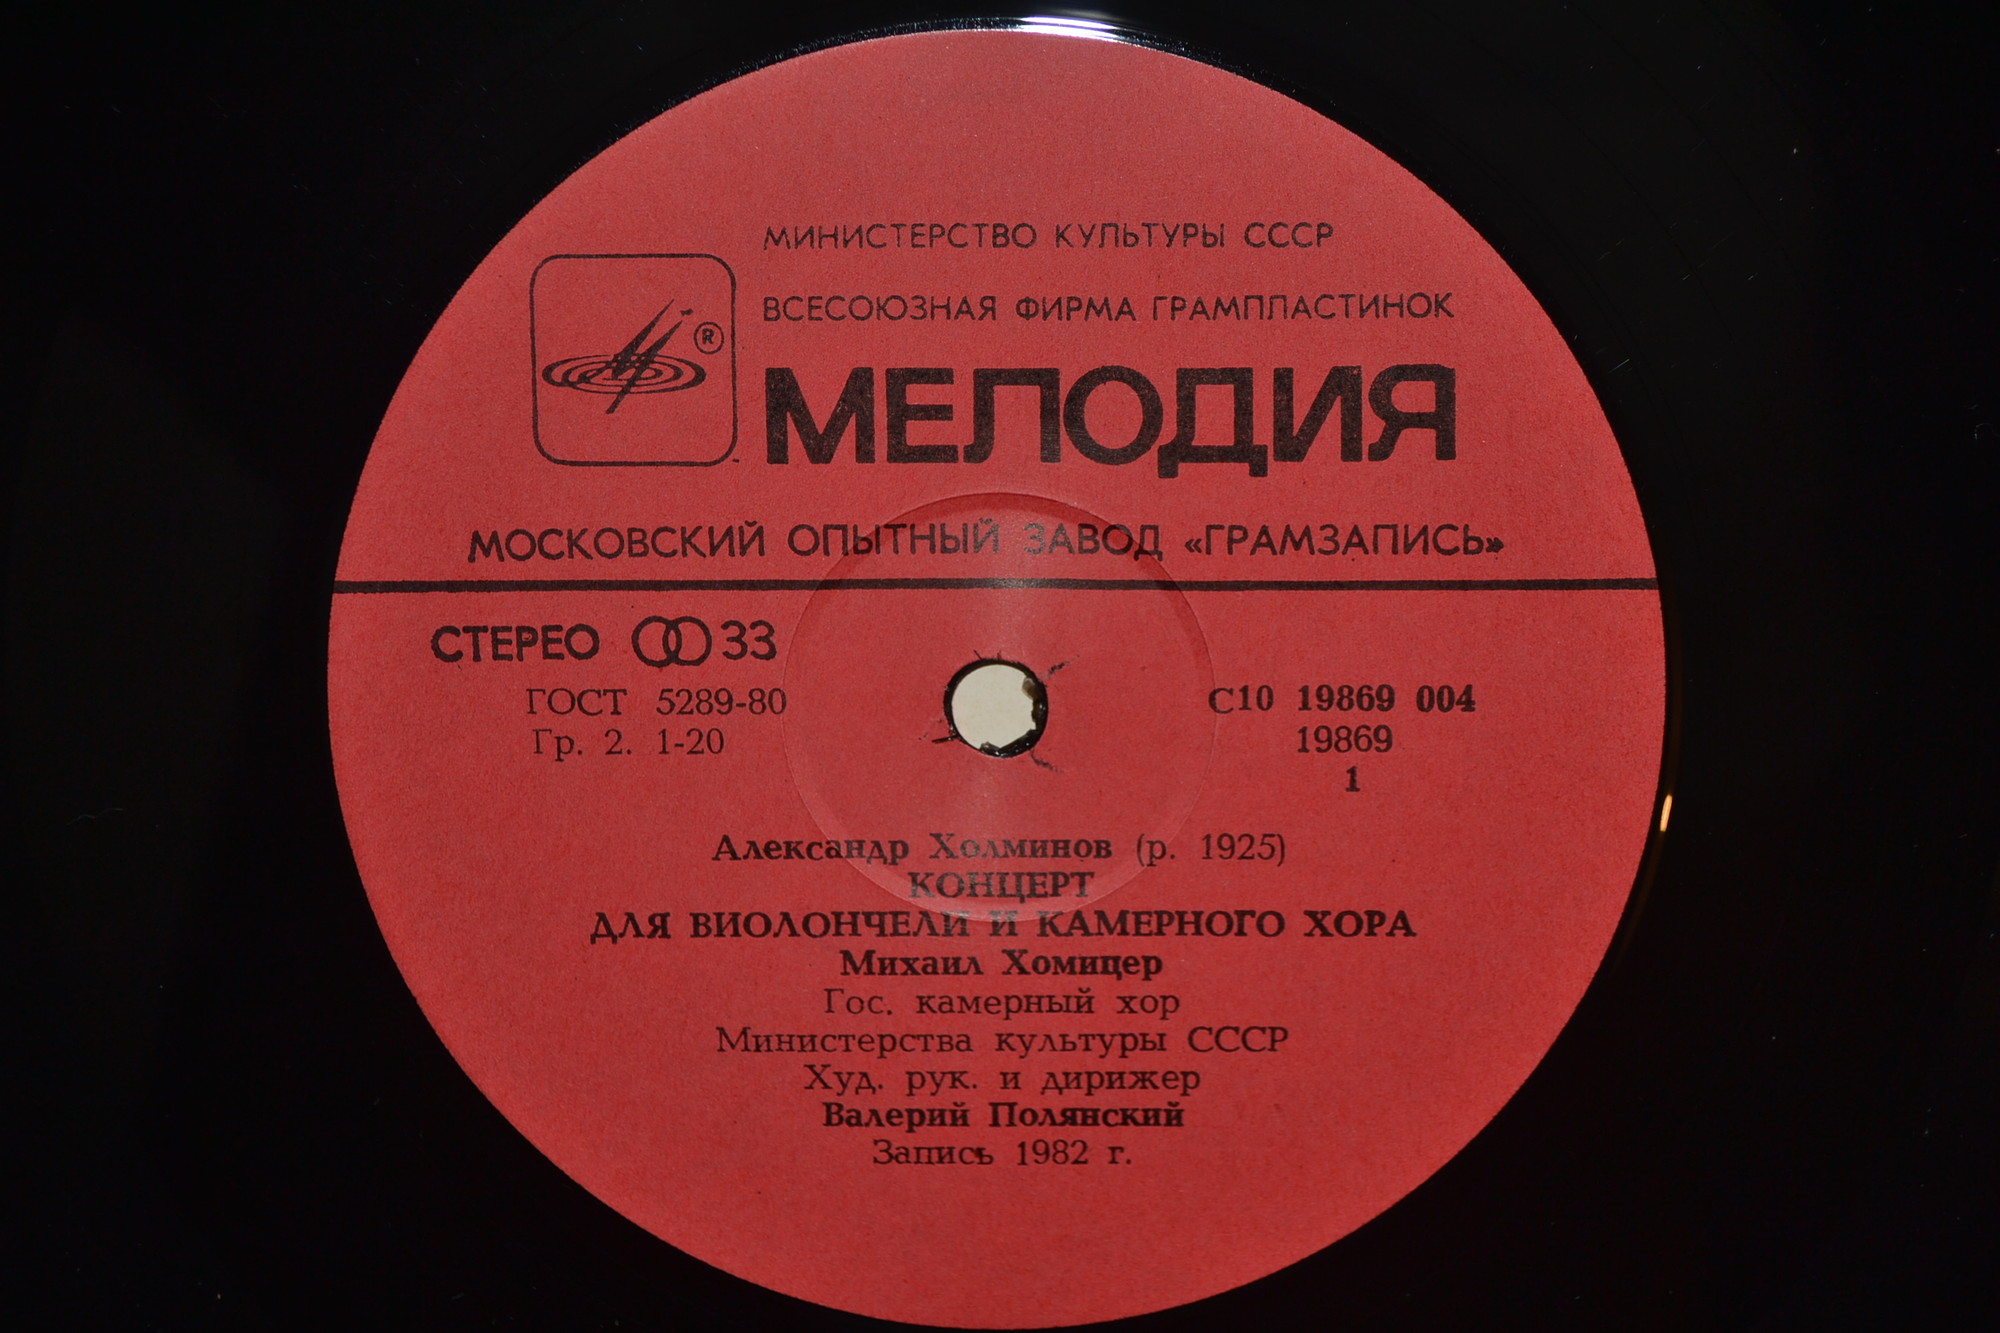 МИНИСТЕРСТВО КУЛЬТУРЫ СССР
ВСЕСОЮЗНАЯ ФИРМА ГРАМПЛАСТИНОК
®
МЕЛОДИЯ
МОСКОВСКИЙ ОПЫТНЫЙ ЗАВОД «ГРАМЗАПИСЬ»
СТЕРЕО 33
ГОСТ 5289-80
Гр. 2. 1-20
С10 19869 004
19869
1
Александр Холминов (р. 1925)
КОНЦЕРТ
ДЛЯ ВИОЛОНЧЕЛИ И КАМЕРНОГО ХОРА
Михаил Хомицер
Гос. камерный хор
Министерства культуры СССР
Худ. рук. и дирижер
Валерий Полянский
Запись 1982 г.